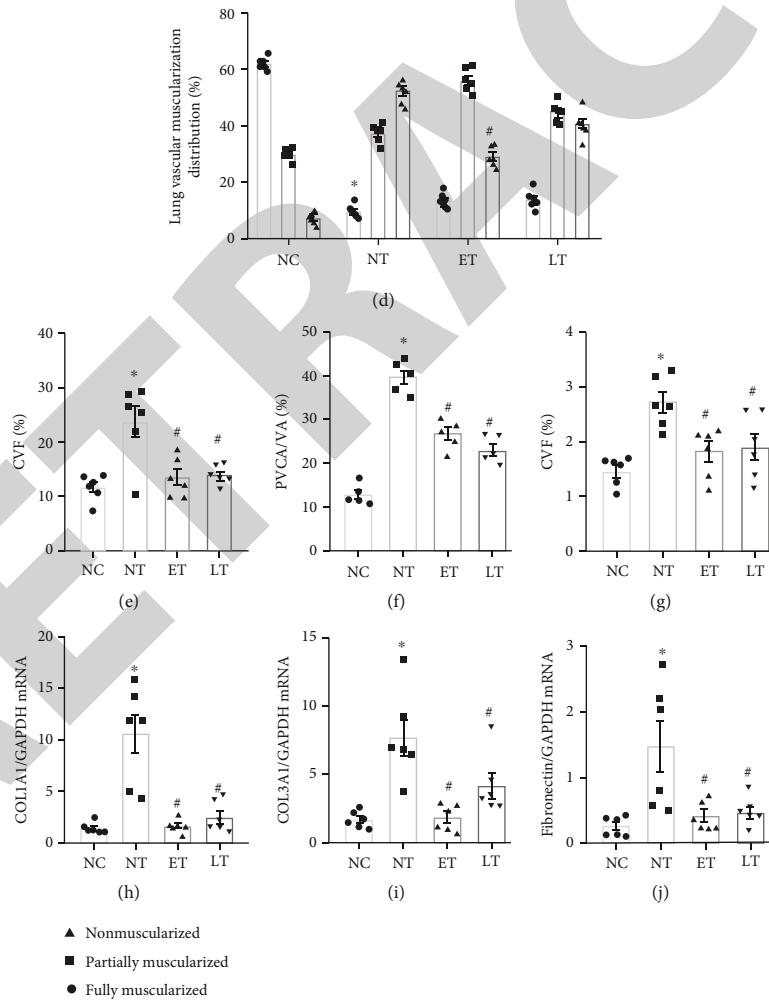 80
60
40
20
0
Lung vascular muscularization
distribution (%)
*
#
NC NT ET LT
(d)
40
30
20
10
0
CVF (%)
*
#
#
NC NT ET LT
(e)
50
40
30
20
10
0
PVCA/VA (%)
*
#
#
NC NT ET LT
(f)
4
3
2
1
0
CVF (%)
*
#
#
NC NT ET LT
(g)
20
15
10
5
0
COL1A1/GAPDH mRNA
*
#
#
NC NT ET LT
(h)
15
10
5
0
COL3A1/GAPDH mRNA
*
#
#
NC NT ET LT
(i)
3
2
1
0
Fibronectin/GAPDH mRNA
*
#
#
NC NT ET LT
(j)
Nonmuscularized
Partially muscularized
Fully muscularized
ETRAC